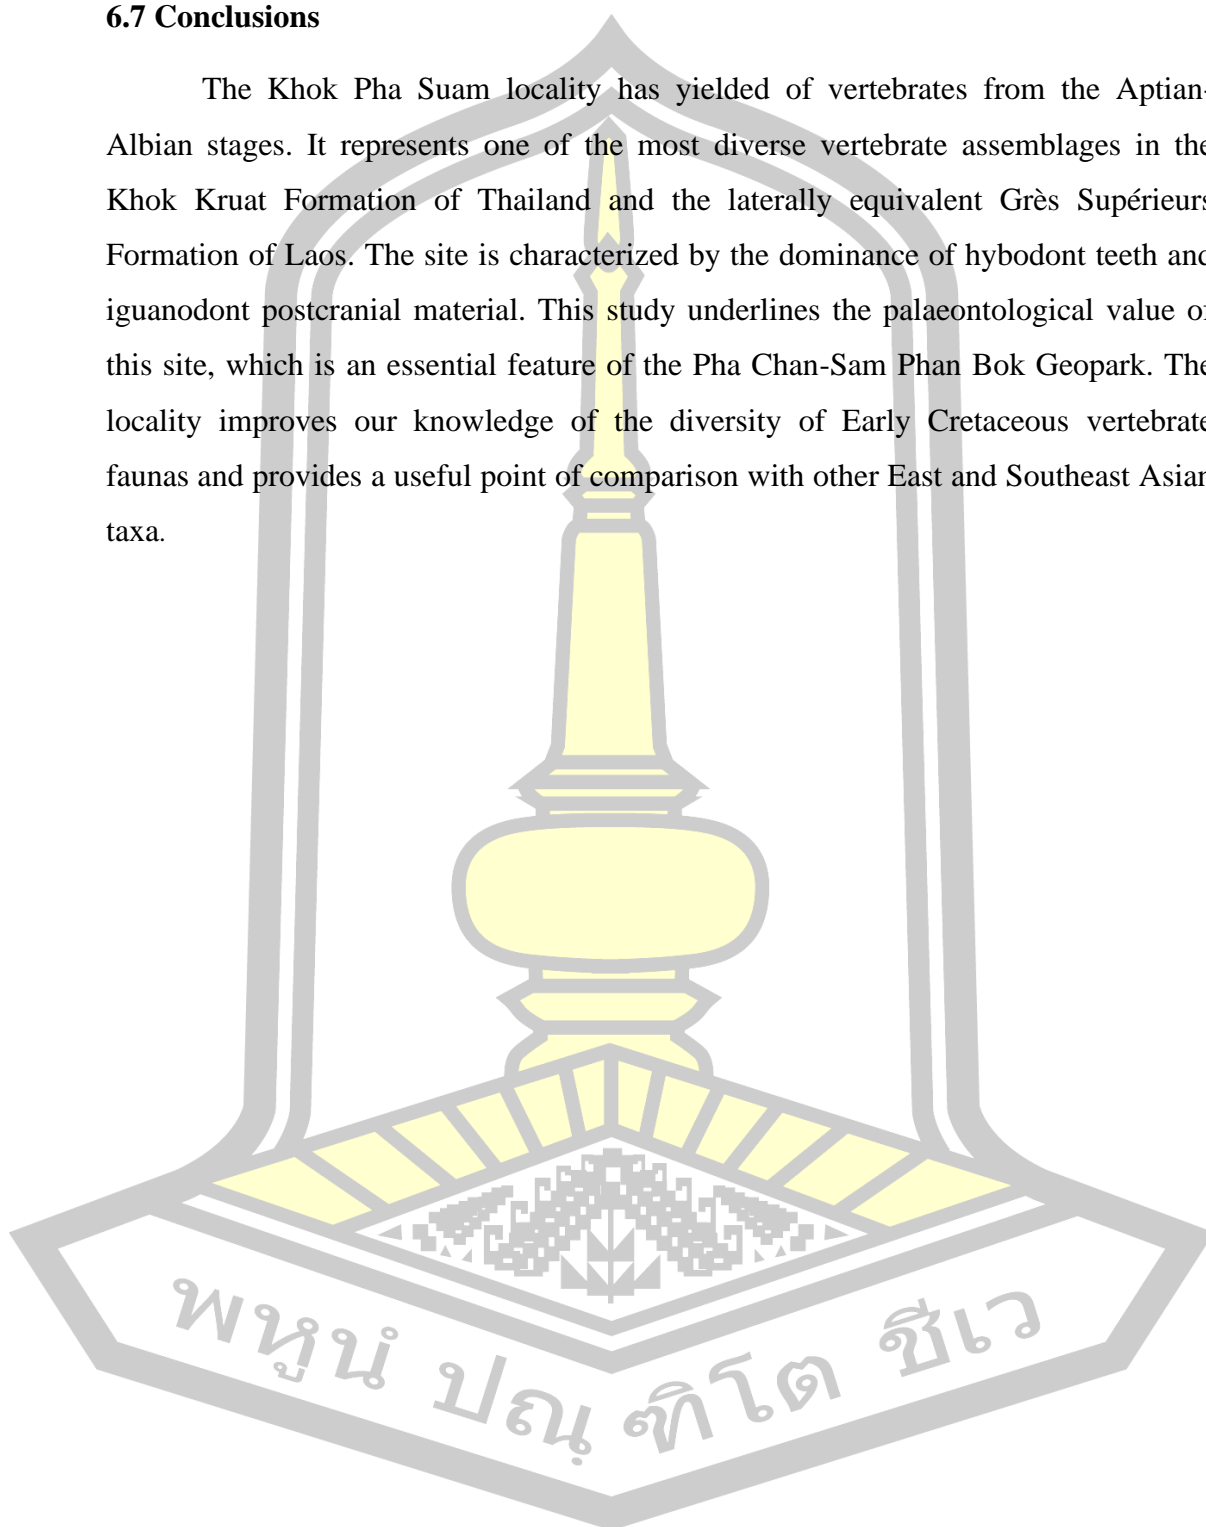 6.7 Conclusions
The Khok Pha Suam locality has yielded of vertebrates from the Aptian-
Albian stages. It represents one of the most diverse vertebrate assemblages in the
Khok Kruat Formation of Thailand and the laterally equivalent Grès Supérieurs
Formation of Laos. The site is characterized by the dominance of hybodont teeth and
iguanodont postcranial material. This study underlines the palaeontological value of
this site, which is an essential feature of the Pha Chan-Sam Phan Bok Geopark. The
locality improves our knowledge of the diversity of Early Cretaceous vertebrate
faunas and provides a useful point of comparison with other East and Southeast Asian
taxa.
พหูนํ ปณฺฑิโต ชีเว